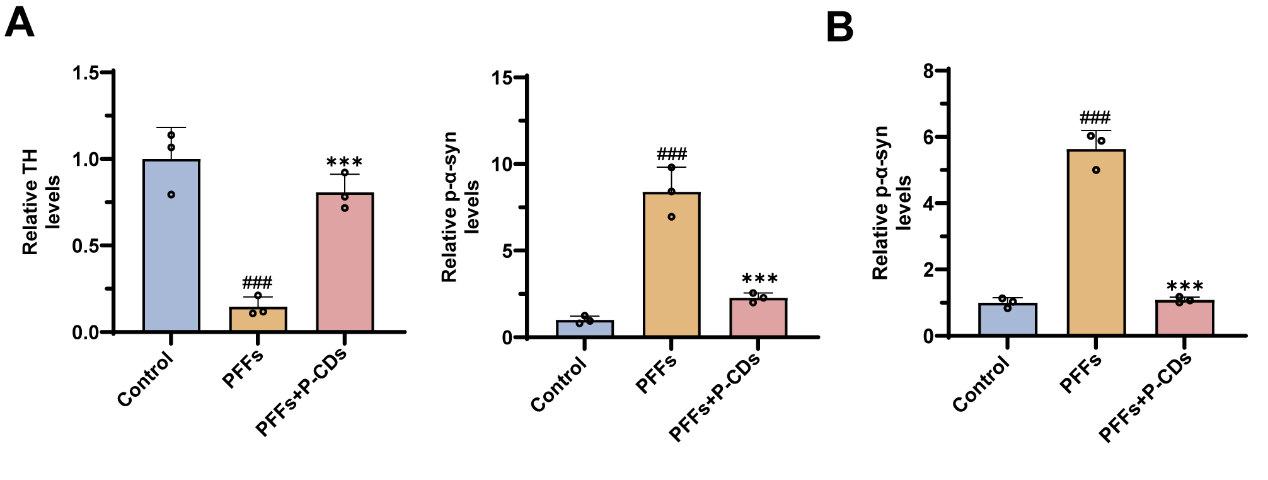 A
Relative TH
levels
1.5
1.0
0.5
0.0
###
***
Control
PFFs
PFFs+P-CDs
Relative p-α-syn
levels
15
10
5
0
###
***
Control
PFFs
PFFs+P-CDs
B
Relative p-α-syn
levels
8
6
4
2
0
###
***
Control
PFFs
PFFs+P-CDs